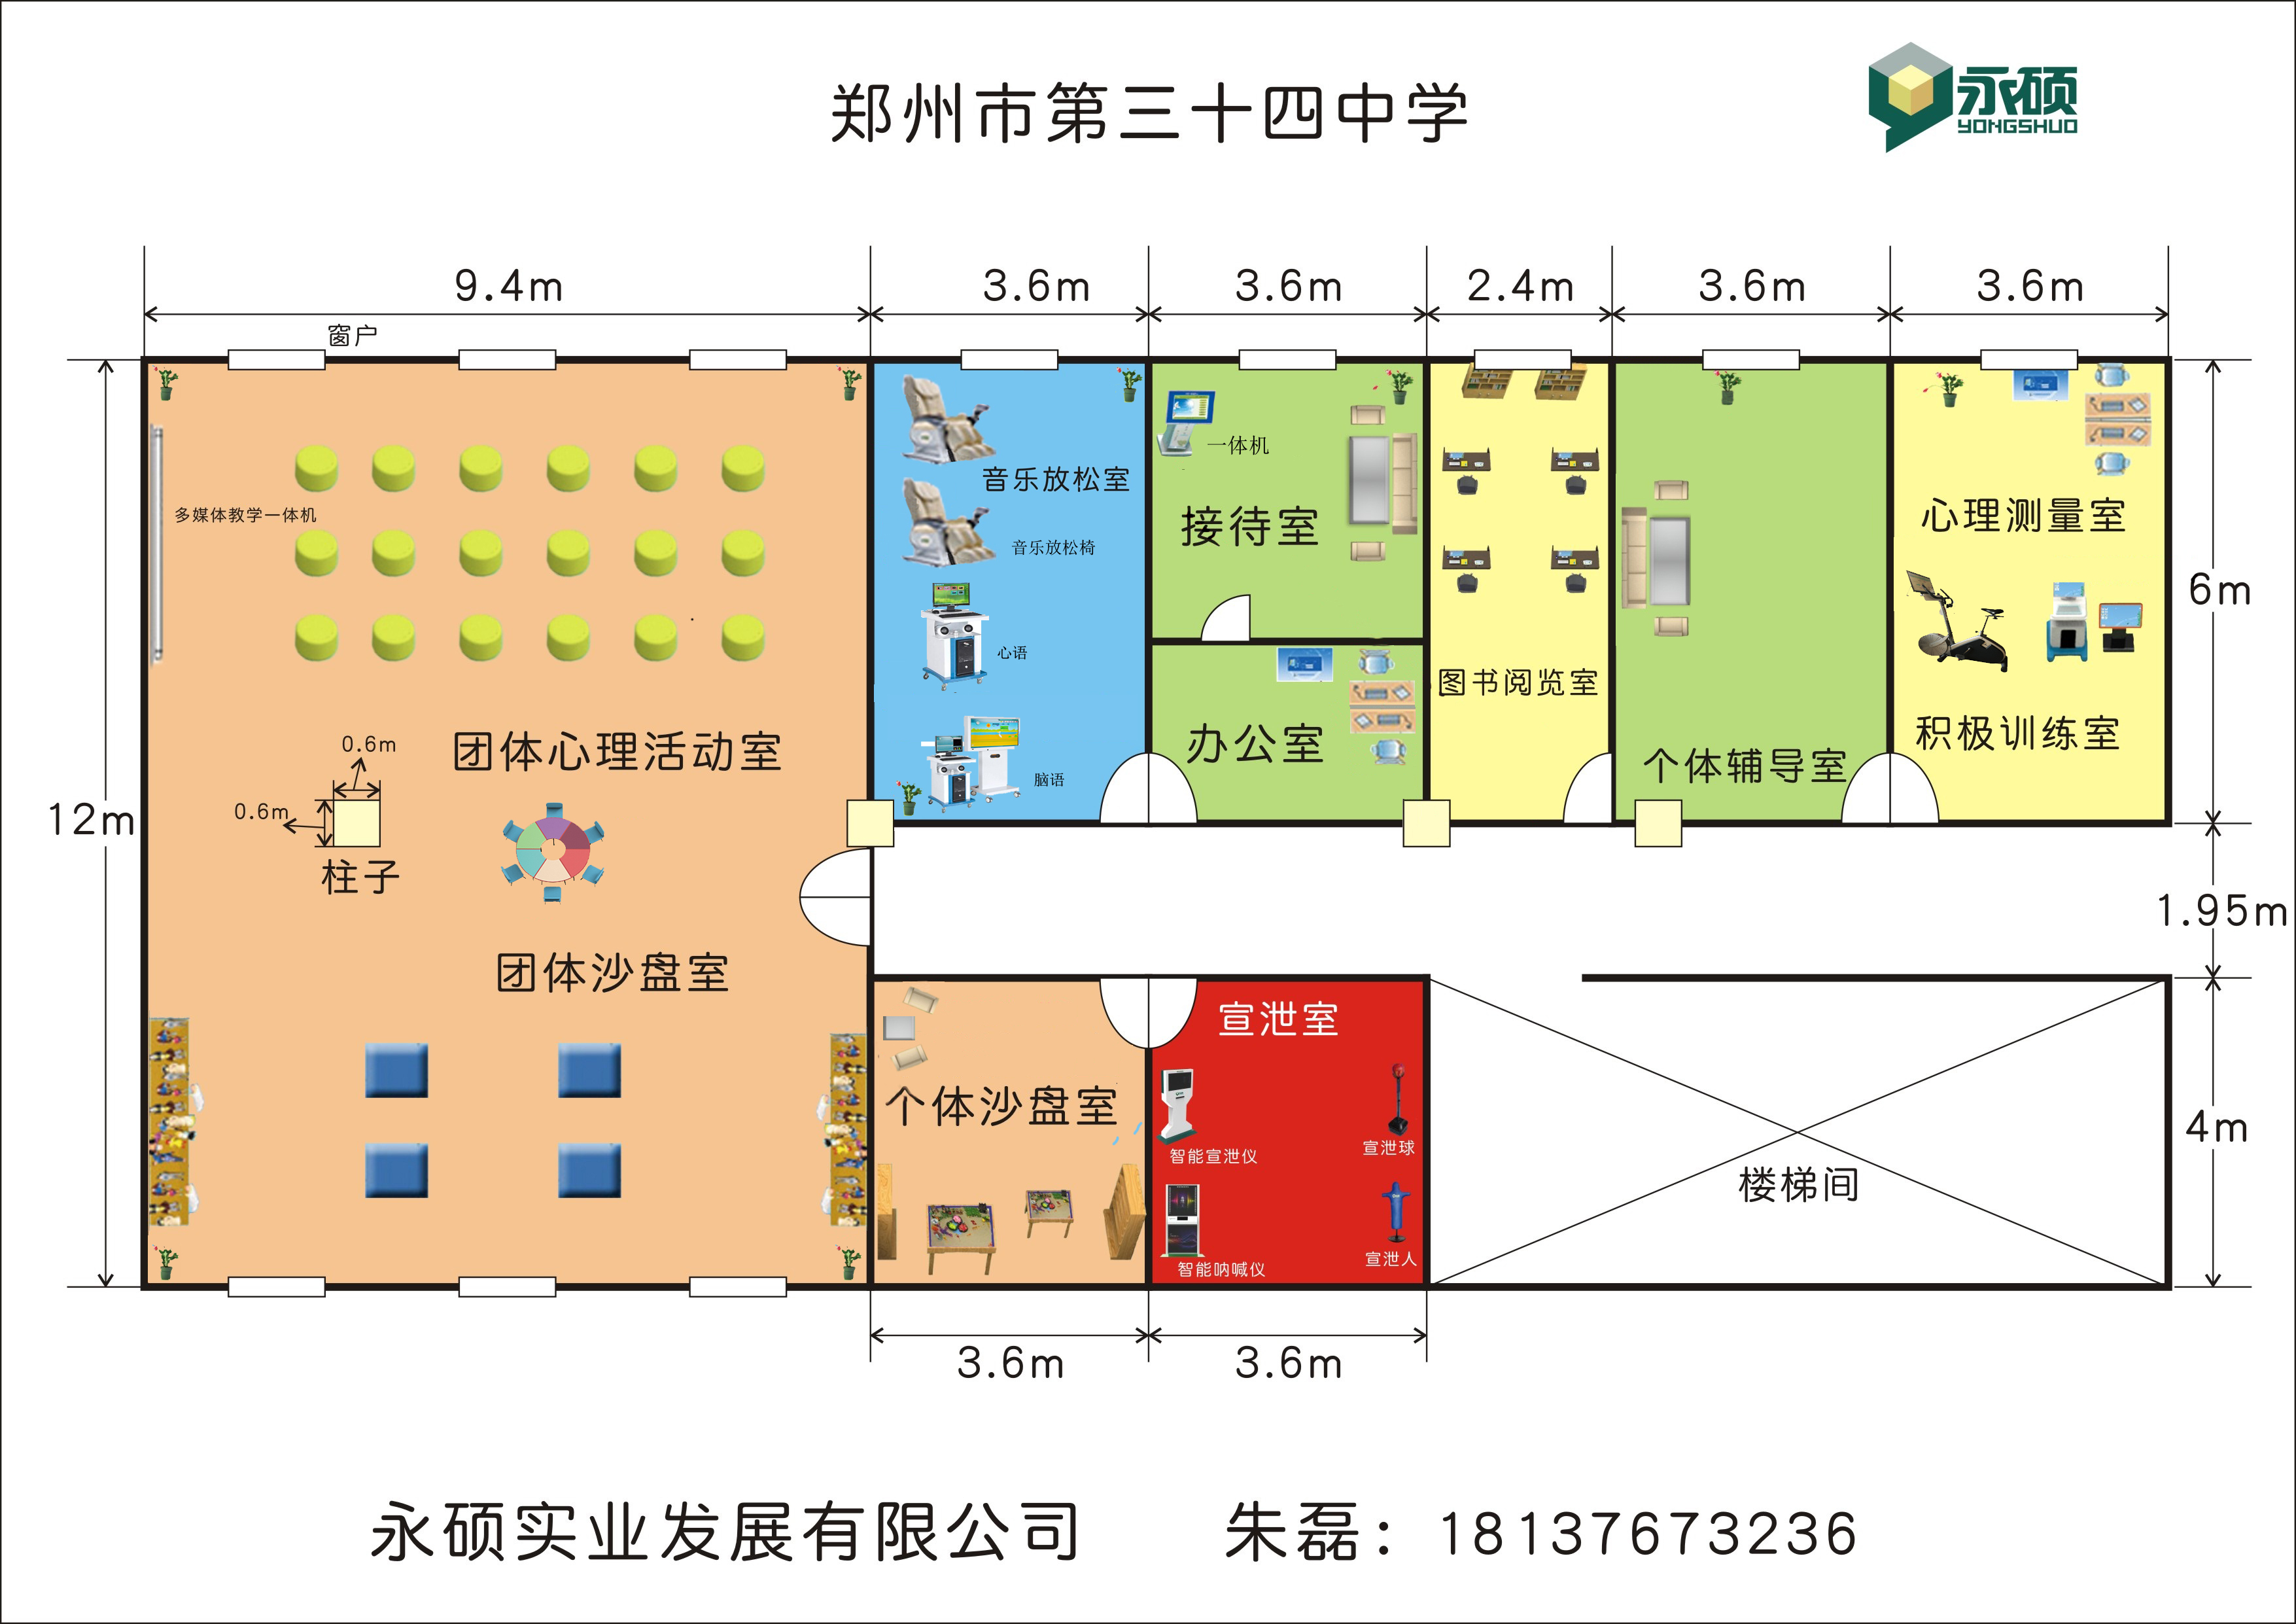 郑州市第三十四中学
永硕
YONGSHUO
9.4m
3.6m
3.6m
2.4m
3.6m
3.6m
窗户
多媒体教学一体机
音乐放松室
音乐放松椅
心语
脑语
一体机
接待室
办公室
图书阅览室
个体辅导室
心理测量室
积极训练室
6m
团体心理活动室
0.6m
0.6m
柱子
12m
团体沙盘室
1.95m
个体沙盘室
宣泄室
智能宣泄仪
宣泄球
智能呐喊仪
宣泄人
楼梯间
4m
3.6m
3.6m
永硕实业发展有限公司 朱磊：18137673236